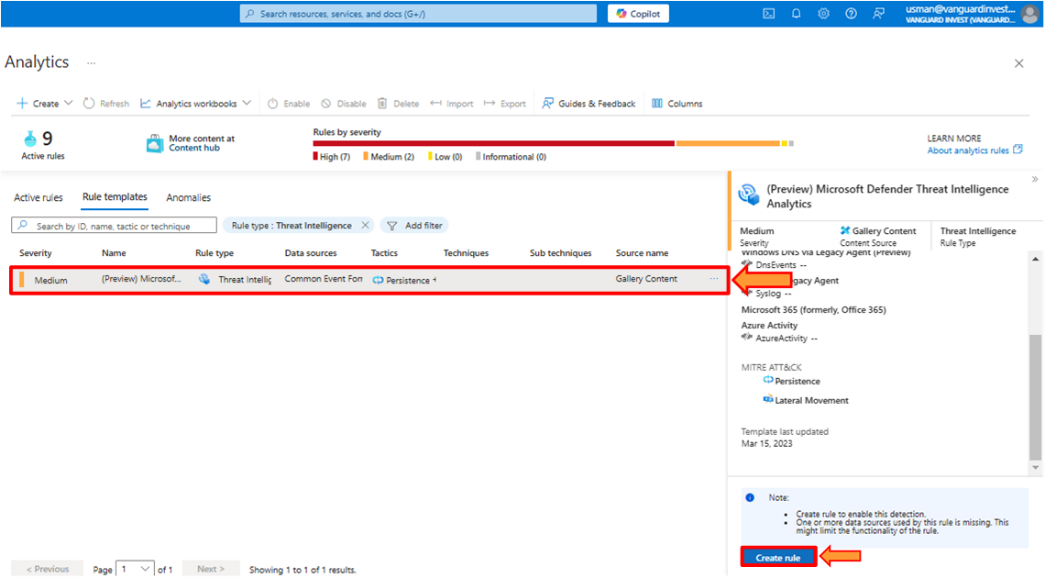 Search resources, services, and docs (G+/)
Copilot
usman@vanguardinvest...
VANGUARD INVEST (VANGUARD...
Analytics ...
Create
Refresh
Analytics workbooks
Enable
Disable
Delete
Import
Export
Guides & Feedback
Columns
9
Active rules
More content at
Content hub
Rules by severity
High (7)
Medium (2)
Low (0)
Informational (0)
LEARN MORE
About analytics rules
Active rules
Rule templates
Anomalies
Search by ID, name, tactic or technique
Rule type : Threat Intelligence
Add filter
Severity Name Rule type Data sources Tactics Techniques Sub techniques Source name
Medium (Preview) Microsof... Threat Intellig Common Event Forn Persistence Gallery Content ...
< Previous Page 1 of 1 Next > Showing 1 to 1 of 1 results.
(Preview) Microsoft Defender Threat Intelligence
Analytics
Medium
Severity
Gallery Content
Content Source
Threat Intelligence
Rule Type
Windows DNS via Legacy Agent (Preview)
DnsEvents --
gacy Agent
Syslog --
Microsoft 365 (formerly, Office 365)
Azure Activity
AzureActivity --
MITRE ATT&CK
Persistence
Lateral Movement
Template last updated
Mar 15, 2023
Note:
• Create rule to enable this detection.
• One or more data sources used by this rule is missing. This
might limit the functionality of the rule.
Create rule